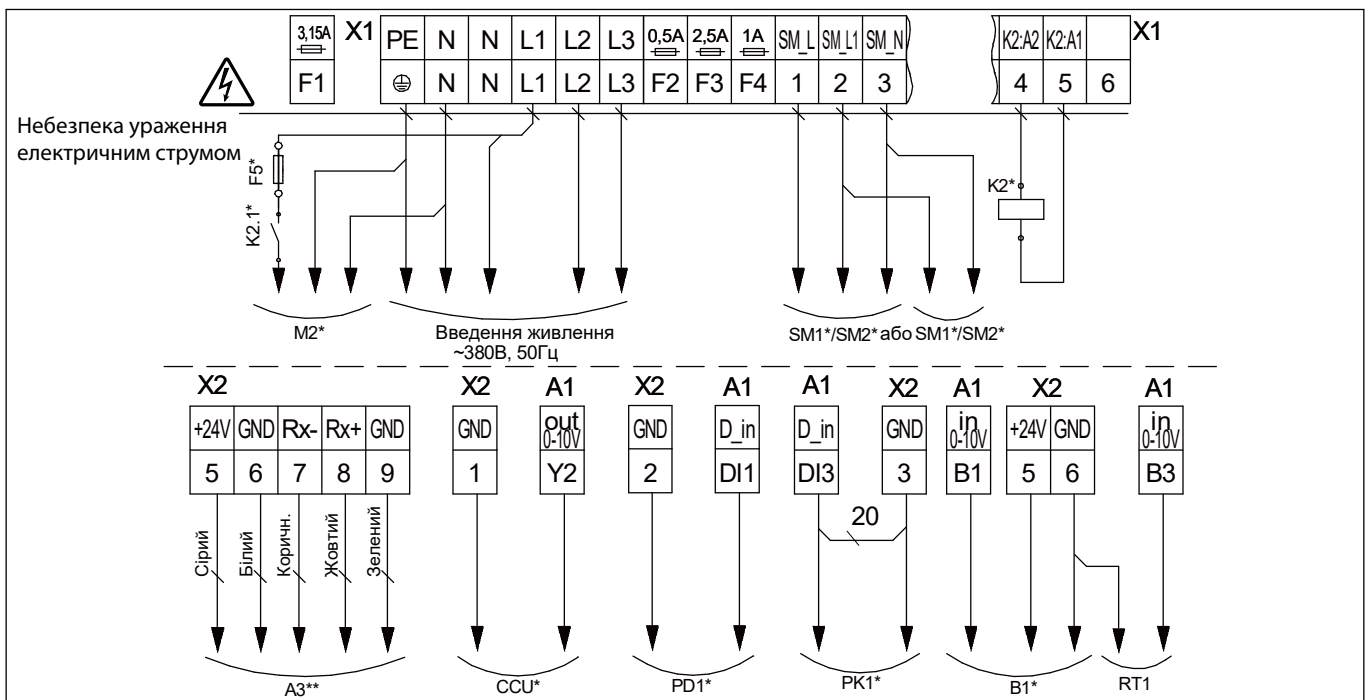 3,15A X1 PE N N L1 L2 L3 0,5A 2,5A 1A SM_L SM_L1 SM_N K2:A2 K2:A1 X1
F1 N N L1 L2 L3 F2 F3 F4 1 2 3 4 5 6
Небезпека ураження
електричним струмом
F5*
K2.1*
K2*
M2*
Введення живлення
~380В, 50Гц
SM1*/SM2* або SM1*/SM2*
X2 X2 A1 X2 A1 A1 X2 A1 X2 A1
+24V GND Rx- Rx+ GND GND out 0-10V GND D_in D_in GND in 0-10V +24V GND in 0-10V
5 6 7 8 9 1 Y2 2 DI1 DI3 3 B1 5 6 B3
20
Сірий
Білий
Коричн.
Жовтий
Зелений
A3** CCU* PD1* PK1* B1* RT1